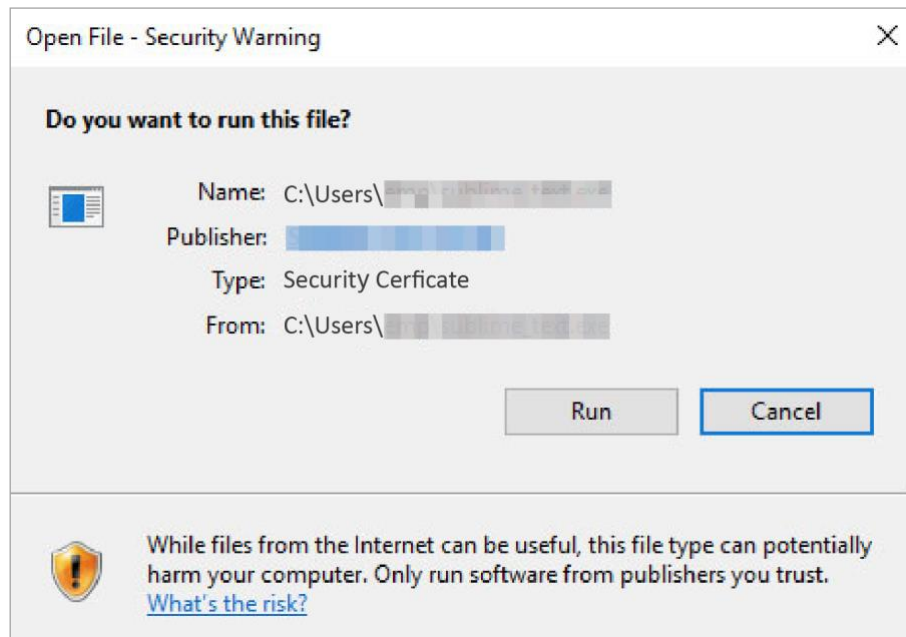 Open File - Security Warning
Do you want to run this file?
Name: C:\Users\
Publisher:
Type: Security Cerficate
From: C:\Users\
Run Cancel
While files from the Internet can be useful, this file type can potentially
harm your computer. Only run software from publishers you trust.
What's the risk?